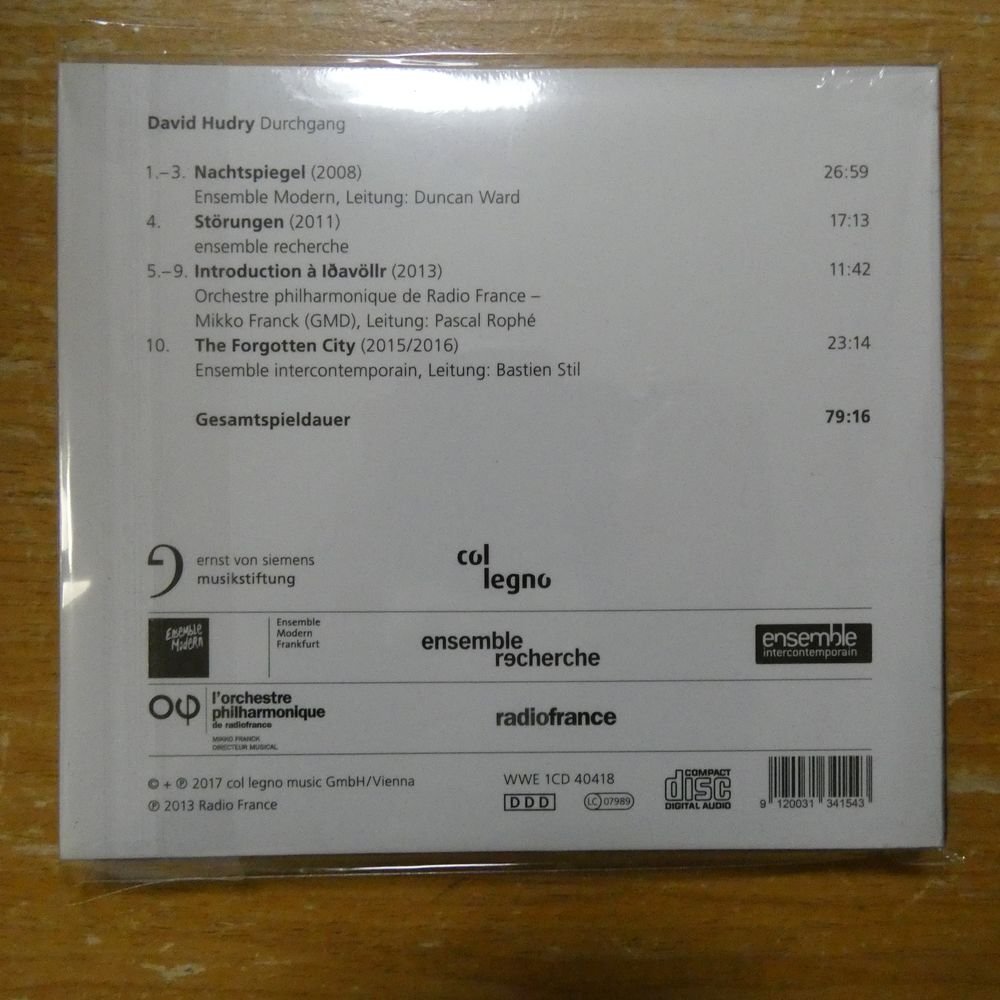 David Hudry Durchgang
1.–3. Nachtspiegel (2008) 26:59
Ensemble Modern, Leitung: Duncan Ward
4. Störungen (2011) 17:13
ensemble recherche
5.–9. Introduction à Iðavöllr (2013) 11:42
Orchestre philharmonique de Radio France –
Mikko Franck (GMD), Leitung: Pascal Rophé
10. The Forgotten City (2015/2016) 23:14
Ensemble intercontemporain, Leitung: Bastien Stil
Gesamtspieldauer 79:16
ernst von siemens
musikstiftung
col
legno
Ensemble
Modern
Ensemble
Modern
Frankfurt
ensemble
recherche
ensemble
intercontemporain
l'orchestre
philharmonique
de radiofrance
MIKKO FRANCK
DIRECTEUR MUSICAL
radiofrance
© + ℗ 2017 col legno music GmbH/Vienna
℗ 2013 Radio France
WWE 1CD 40418
DDD
LC 07989
COMPACT
disc
DIGITAL AUDIO
9 120031 341543